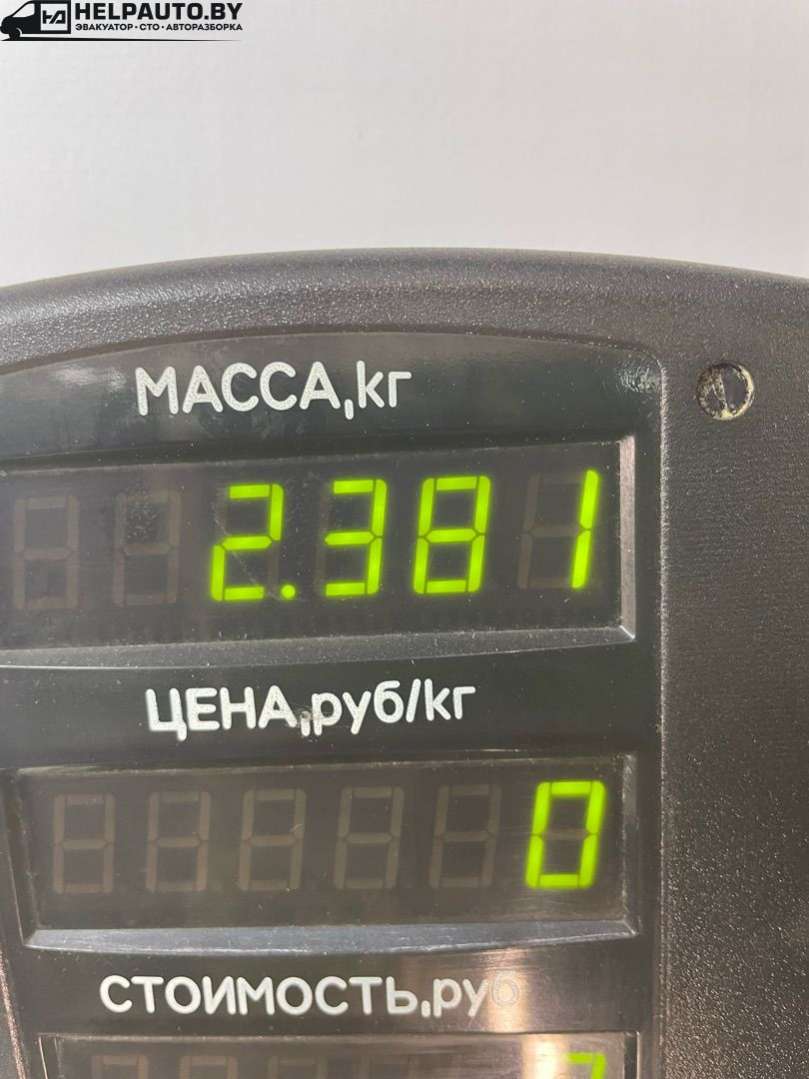 HELPAUTO.BY
ЭВАКУАТОР • СТО • АВТОРАЗБОРКА
МАССА,кг
2.381
ЦЕНА,руб/кг
0
СТОИМОСТЬ,руб